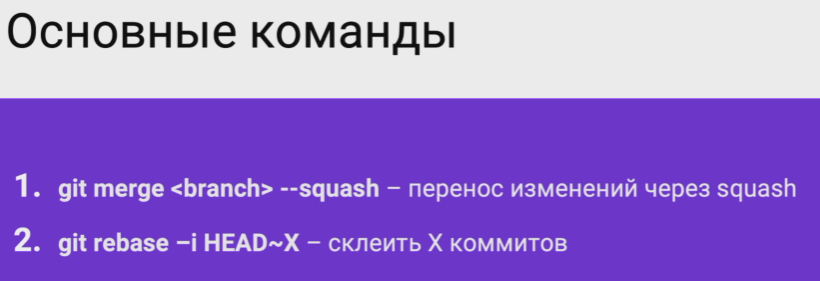 Основные команды
1. git merge <branch> --squash – перенос изменений через squash
2. git rebase –i HEAD~X – склеить X коммитов